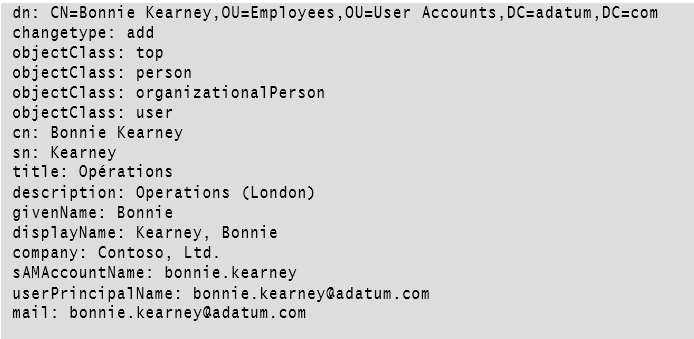 dn: CN=Bonnie Kearney,OU=Employees,OU=User Accounts,DC=adatum,DC=com
changetype: add
objectClass: top
objectClass: person
objectClass: organizationalPerson
objectClass: user
cn: Bonnie Kearney
sn: Kearney
title: Opérations
description: Operations (London)
givenName: Bonnie
displayName: Kearney, Bonnie
company: Contoso, Ltd.
sAMAccountName: bonnie.kearney
userPrincipalName: bonnie.kearney@adatum.com
mail: bonnie.kearney@adatum.com